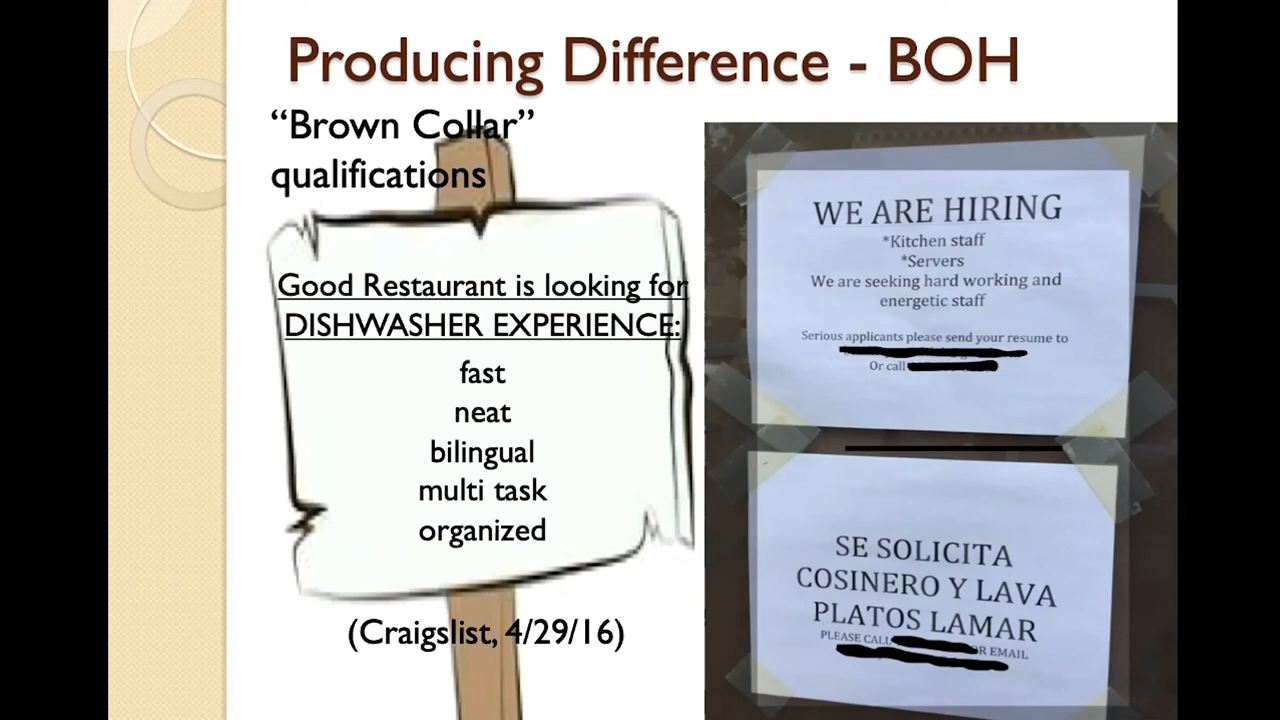 Producing Difference - BOH
“Brown Collar”
qualifications
Good Restaurant is looking for
DISHWASHER EXPERIENCE:
fast
neat
bilingual
multi task
organized
(Craigslist, 4/29/16)
WE ARE HIRING
*Kitchen staff
*Servers
We are seeking hard working and
energetic staff
Serious applicants please send your resume to
Or call
SE SOLICITA
COSINERO Y LAVA
PLATOS LAMAR
PLEASE CALL OR EMAIL